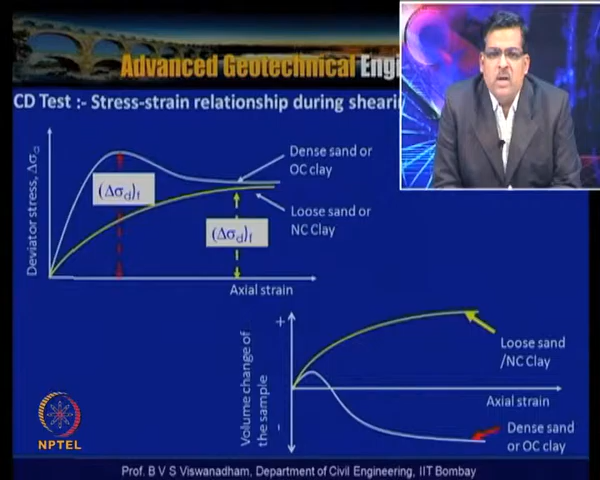 Advanced Geotechnical Engi
CD Test :- Stress-strain relationship during shearin
Deviator stress, Δσd
(Δσd)f
(Δσd)f
Dense sand or
OC clay
Loose sand or
NC Clay
Axial strain
Volume change of
the sample
+
-
Loose sand
/NC Clay
Axial strain
Dense sand
or OC clay
NPTEL
Prof. B V S Viswanadham, Department of Civil Engineering, IIT Bombay